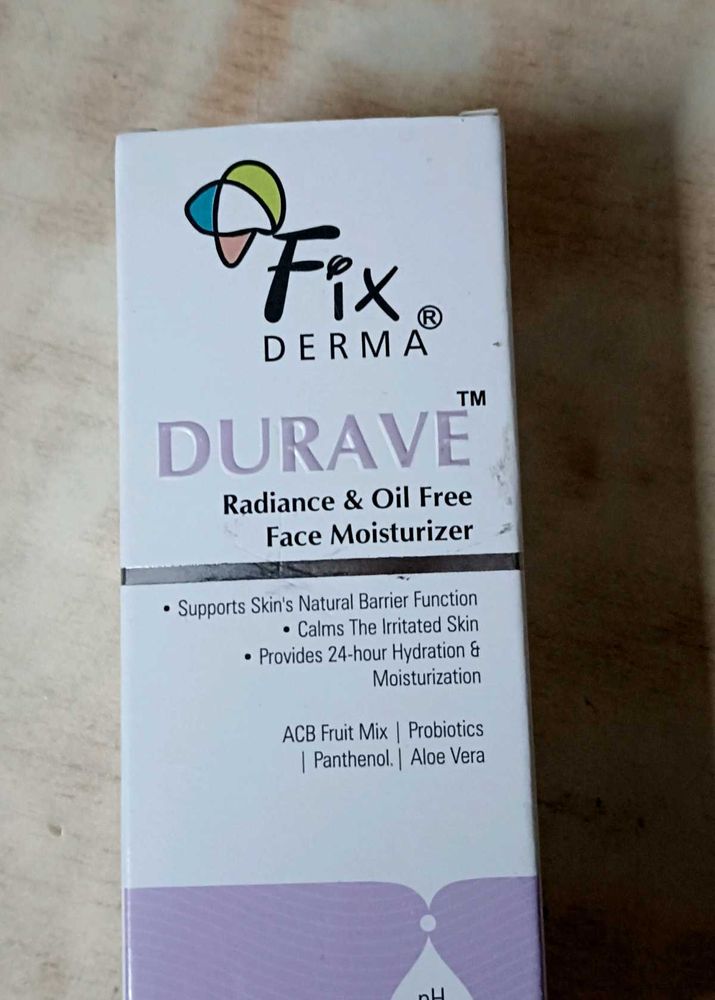 Fix
DERMA®
DURAVE™
Radiance & Oil Free
Face Moisturizer
• Supports Skin's Natural Barrier Function
• Calms The Irritated Skin
• Provides 24-hour Hydration &
Moisturization
ACB Fruit Mix | Probiotics
| Panthenol. | Aloe Vera
pH